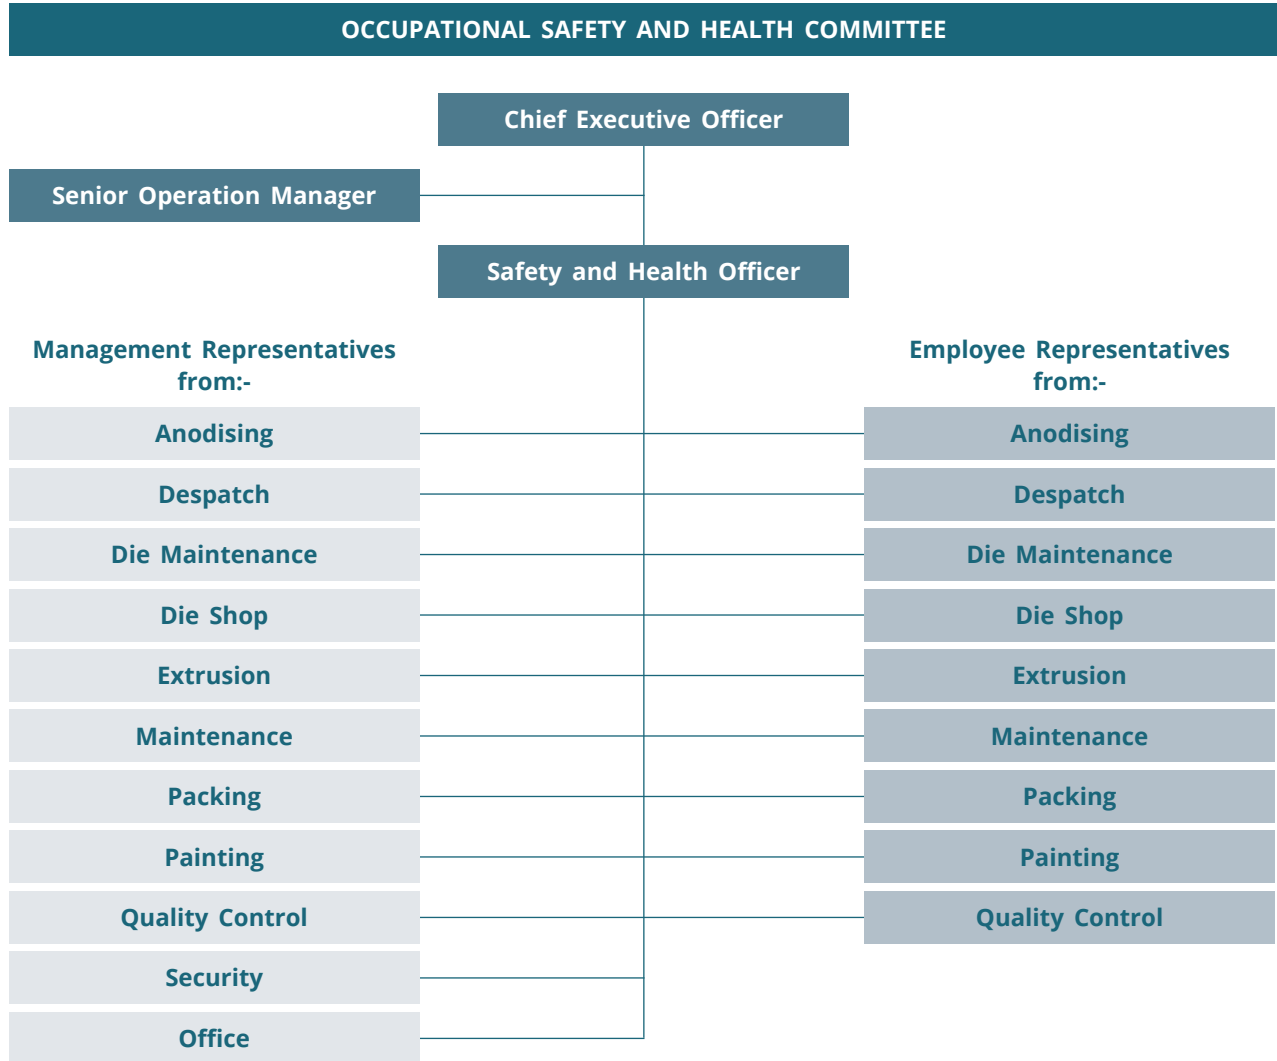 OCCUPATIONAL SAFETY AND HEALTH COMMITTEE
Chief Executive Officer
Senior Operation Manager
Safety and Health Officer
Management Representatives
from:-
Employee Representatives
from:-
Anodising
Anodising
Despatch
Despatch
Die Maintenance
Die Maintenance
Die Shop
Die Shop
Extrusion
Extrusion
Maintenance
Maintenance
Packing
Packing
Painting
Painting
Quality Control
Quality Control
Security
Office